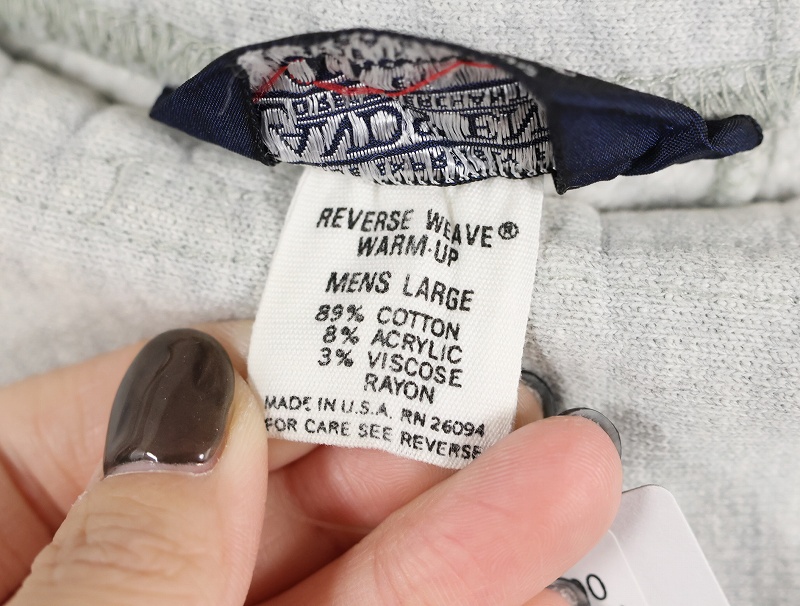 REVERSE WEAVE®
WARM-UP
MENS LARGE
89% COTTON
8% ACRYLIC
3% VISCOSE
RAYON
MADE IN U.S.A. RN 26094
FOR CARE SEE REVERSE